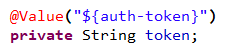 @Value("${auth-token}")
private String token;